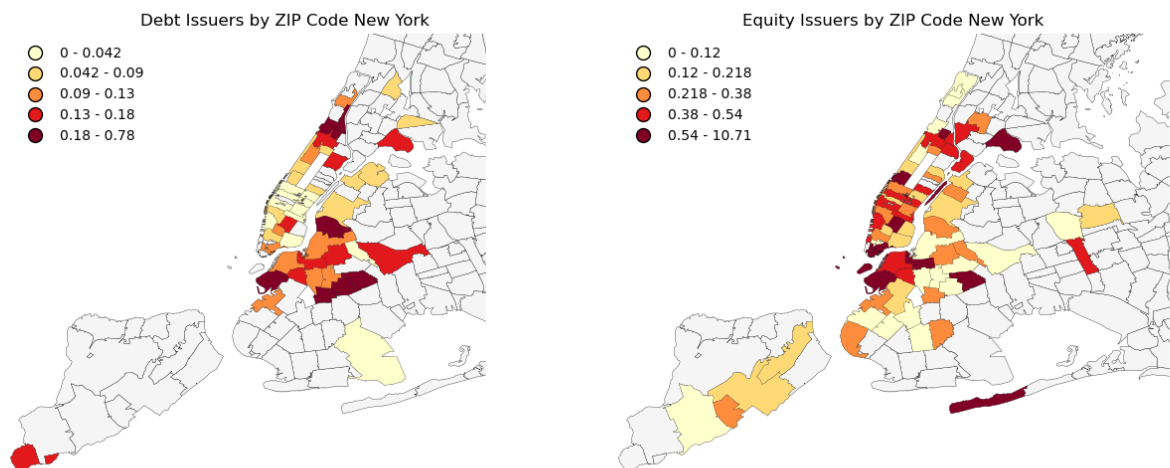 Debt Issuers by ZIP Code New York
0 - 0.042
0.042 - 0.09
0.09 - 0.13
0.13 - 0.18
0.18 - 0.78
Equity Issuers by ZIP Code New York
0 - 0.12
0.12 - 0.218
0.218 - 0.38
0.38 - 0.54
0.54 - 10.71